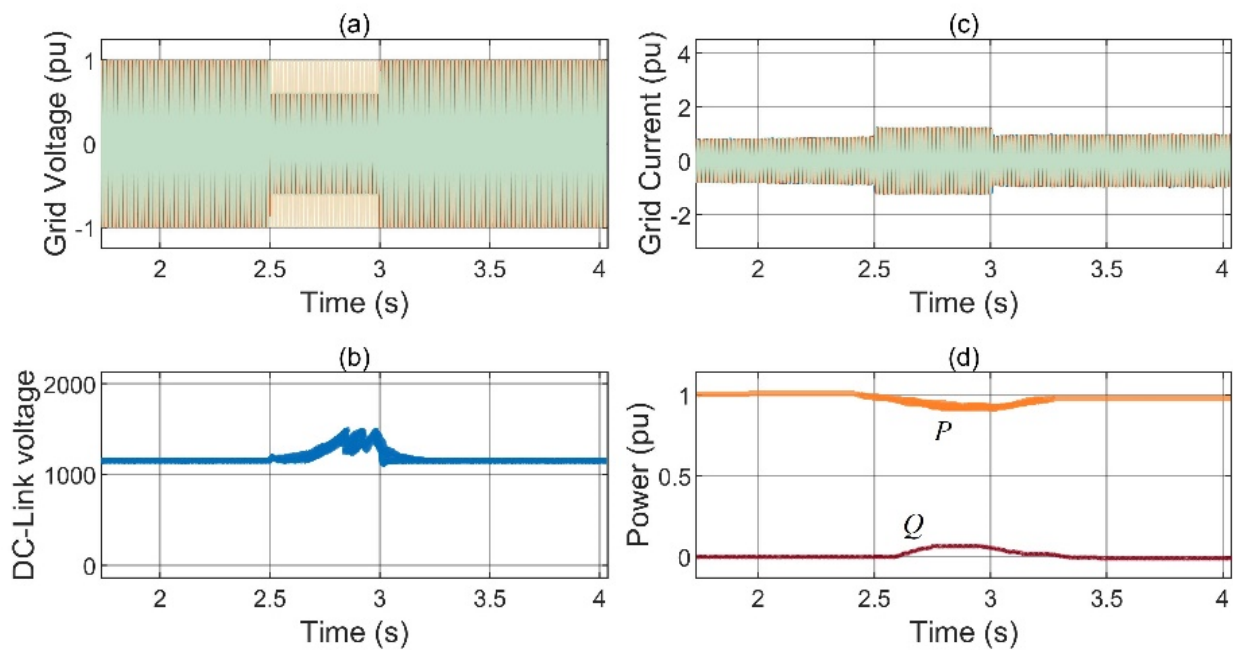 (a)
Grid Voltage (pu)
1
0
-1
2 2.5 3 3.5 4
Time (s)
(c)
Grid Current (pu)
4
2
0
-2
2 2.5 3 3.5 4
Time (s)
(b)
DC-Link voltage
2000
1000
0
2 2.5 3 3.5 4
Time (s)
(d)
Power (pu)
1
P
0.5
Q
0
2 2.5 3 3.5 4
Time (s)